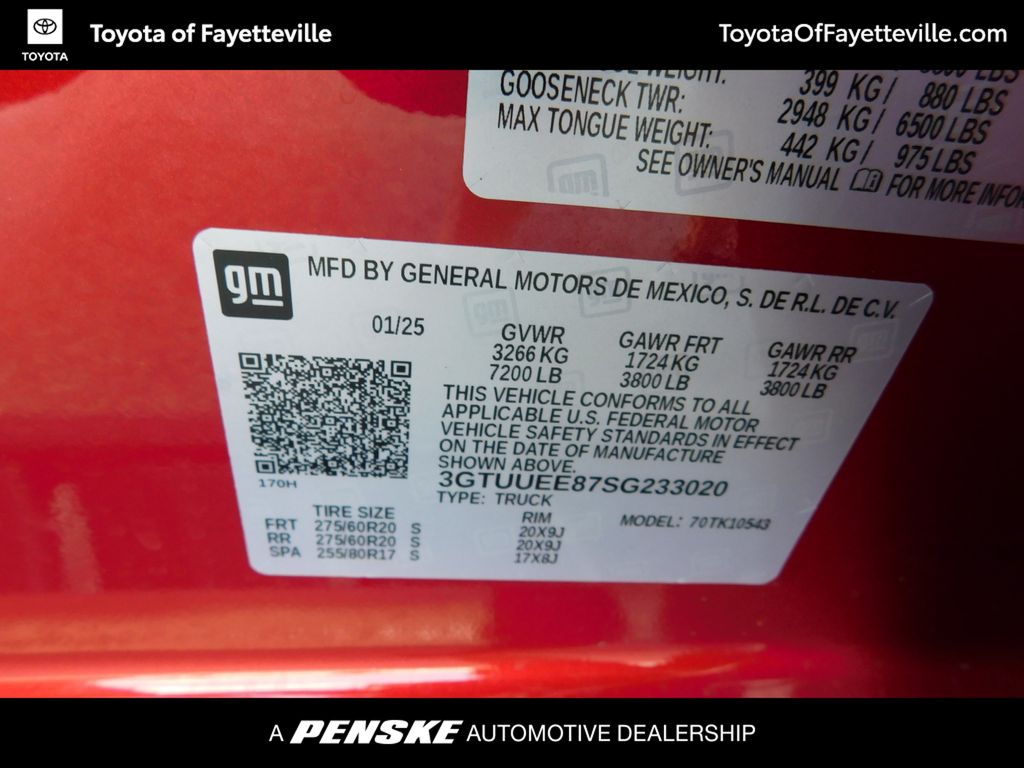 TOYOTA
Toyota of Fayetteville
ToyotaOfFayetteville.com
WEIGHT: 399 KG/ 880 LBS
GOOSENECK TWR: 2948 KG/ 6500 LBS
MAX TONGUE WEIGHT: 442 KG/ 975 LBS
SEE OWNER'S MANUAL FOR MORE INFOR
gm
MFD BY GENERAL MOTORS DE MEXICO, S. DE R.L. DE C.V.
01/25
GVWR GAWR FRT GAWR RR
3266 KG 1724 KG 1724 KG
7200 LB 3800 LB 3800 LB
THIS VEHICLE CONFORMS TO ALL
APPLICABLE U.S. FEDERAL MOTOR
VEHICLE SAFETY STANDARDS IN EFFECT
ON THE DATE OF MANUFACTURE
SHOWN ABOVE.
170H
3GTUUEE87SG233020
TYPE: TRUCK
TIRE SIZE RIM MODEL: 70TK10543
FRT 275/60R20 S 20X9J
RR 275/60R20 S 20X9J
SPA 255/80R17 S 17X8J
A PENSKE AUTOMOTIVE DEALERSHIP